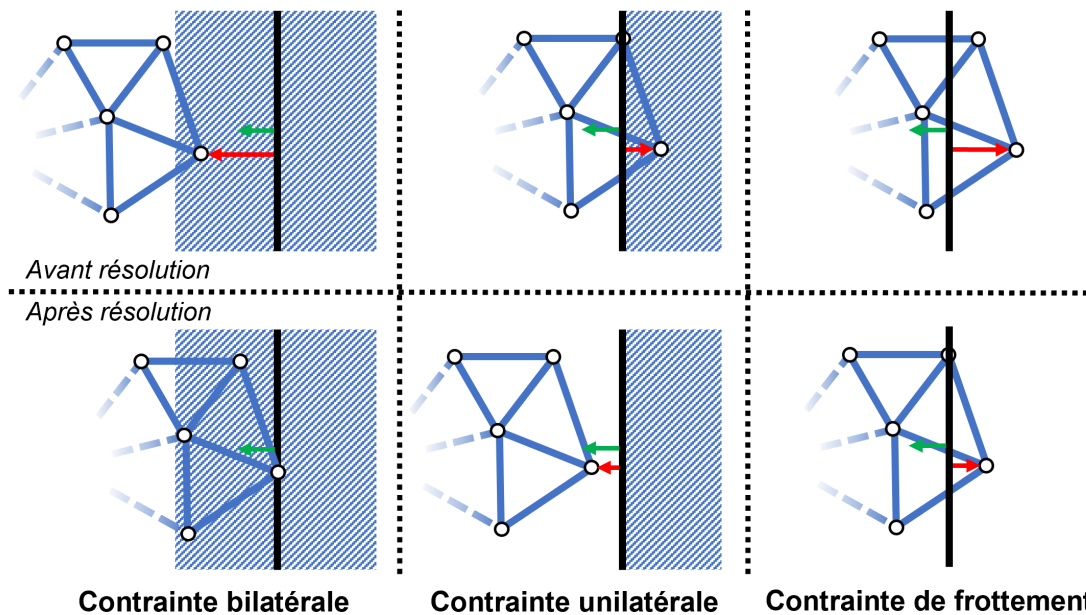 Avant résolution
Après résolution
Contrainte bilatérale
Contrainte unilatérale
Contrainte de frottement